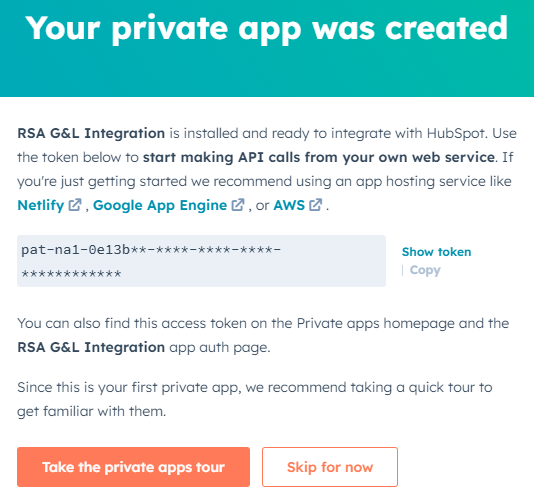 Your private app was created
RSA G&L Integration is installed and ready to integrate with HubSpot. Use
the token below to start making API calls from your own web service. If
you're just getting started we recommend using an app hosting service like
Netlify , Google App Engine , or AWS .
pat-na1-0e13b**-****-****-****-
************
Show token
| Copy
You can also find this access token on the Private apps homepage and the
RSA G&L Integration app auth page.
Since this is your first private app, we recommend taking a quick tour to
get familiar with them.
Take the private apps tour
Skip for now